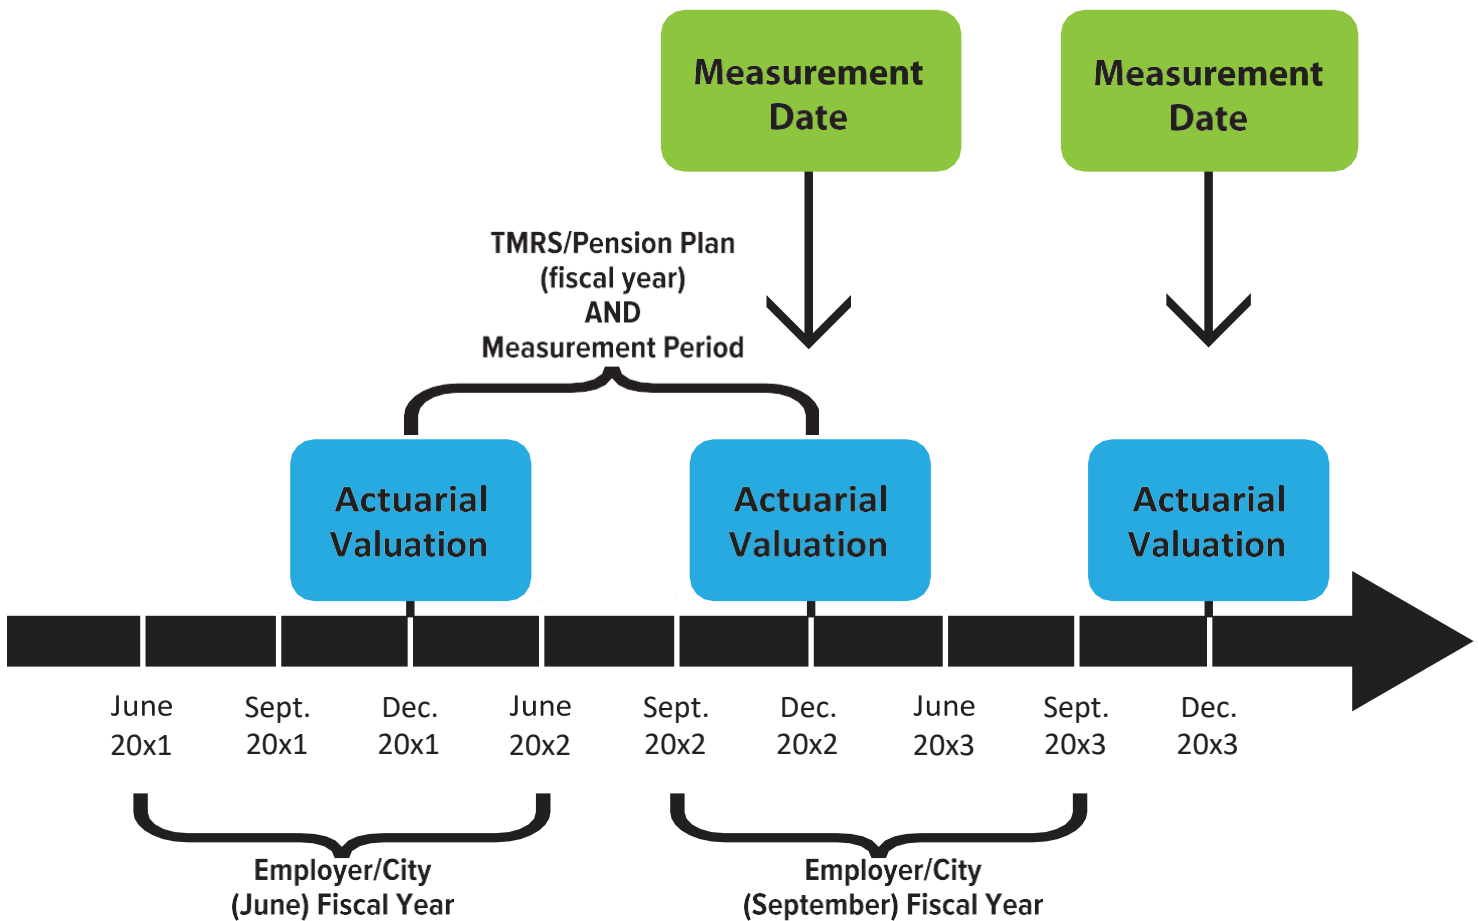 Measurement
Date
Measurement
Date
TMRS/Pension Plan
(fiscal year)
AND
Measurement Period
Actuarial
Valuation
Actuarial
Valuation
Actuarial
Valuation
June
20x1
Sept.
20x1
Dec.
20x1
June
20x2
Sept.
20x2
Dec.
20x2
June
20x3
Sept.
20x3
Dec.
20x3
Employer/City
(June) Fiscal Year
Employer/City
(September) Fiscal Year